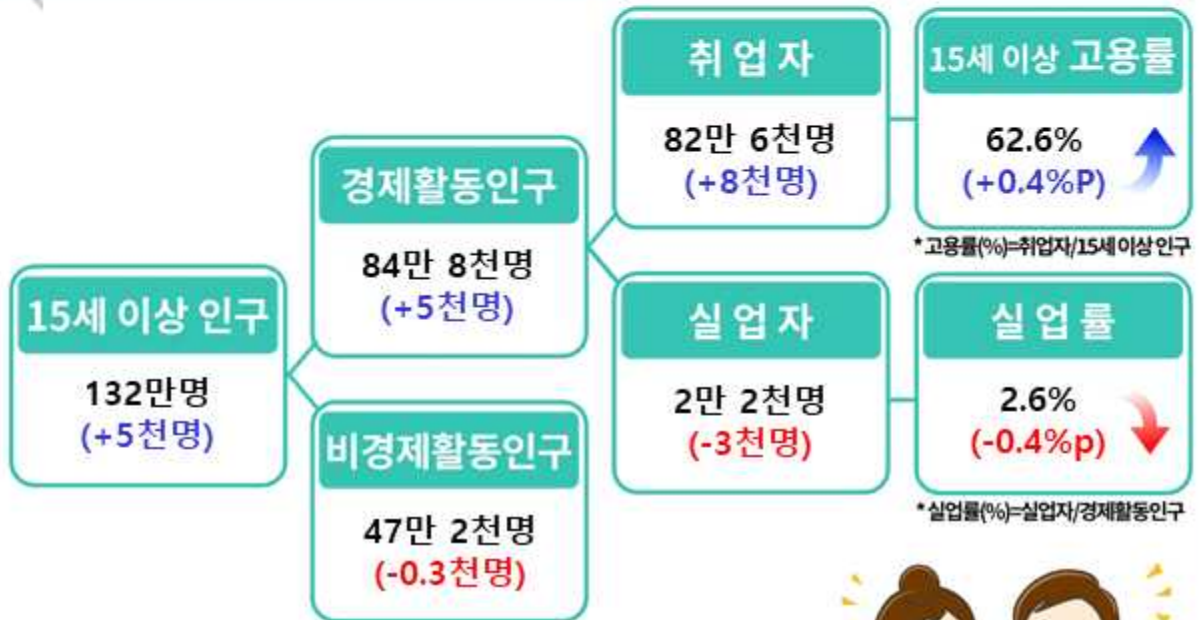 15세 이상 인구
132만명
(+5천명)
경제활동인구
84만 8천명
(+5천명)
비경제활동인구
47만 2천명
(-0.3천명)
취 업 자
82만 6천명
(+8천명)
15세 이상 고용률
62.6%
(+0.4%P)
*고용률(%)=취업자/15세이상인구
실 업 자
2만 2천명
(-3천명)
실 업 률
2.6%
(-0.4%p)
*실업률(%)=실업자/경제활동인구